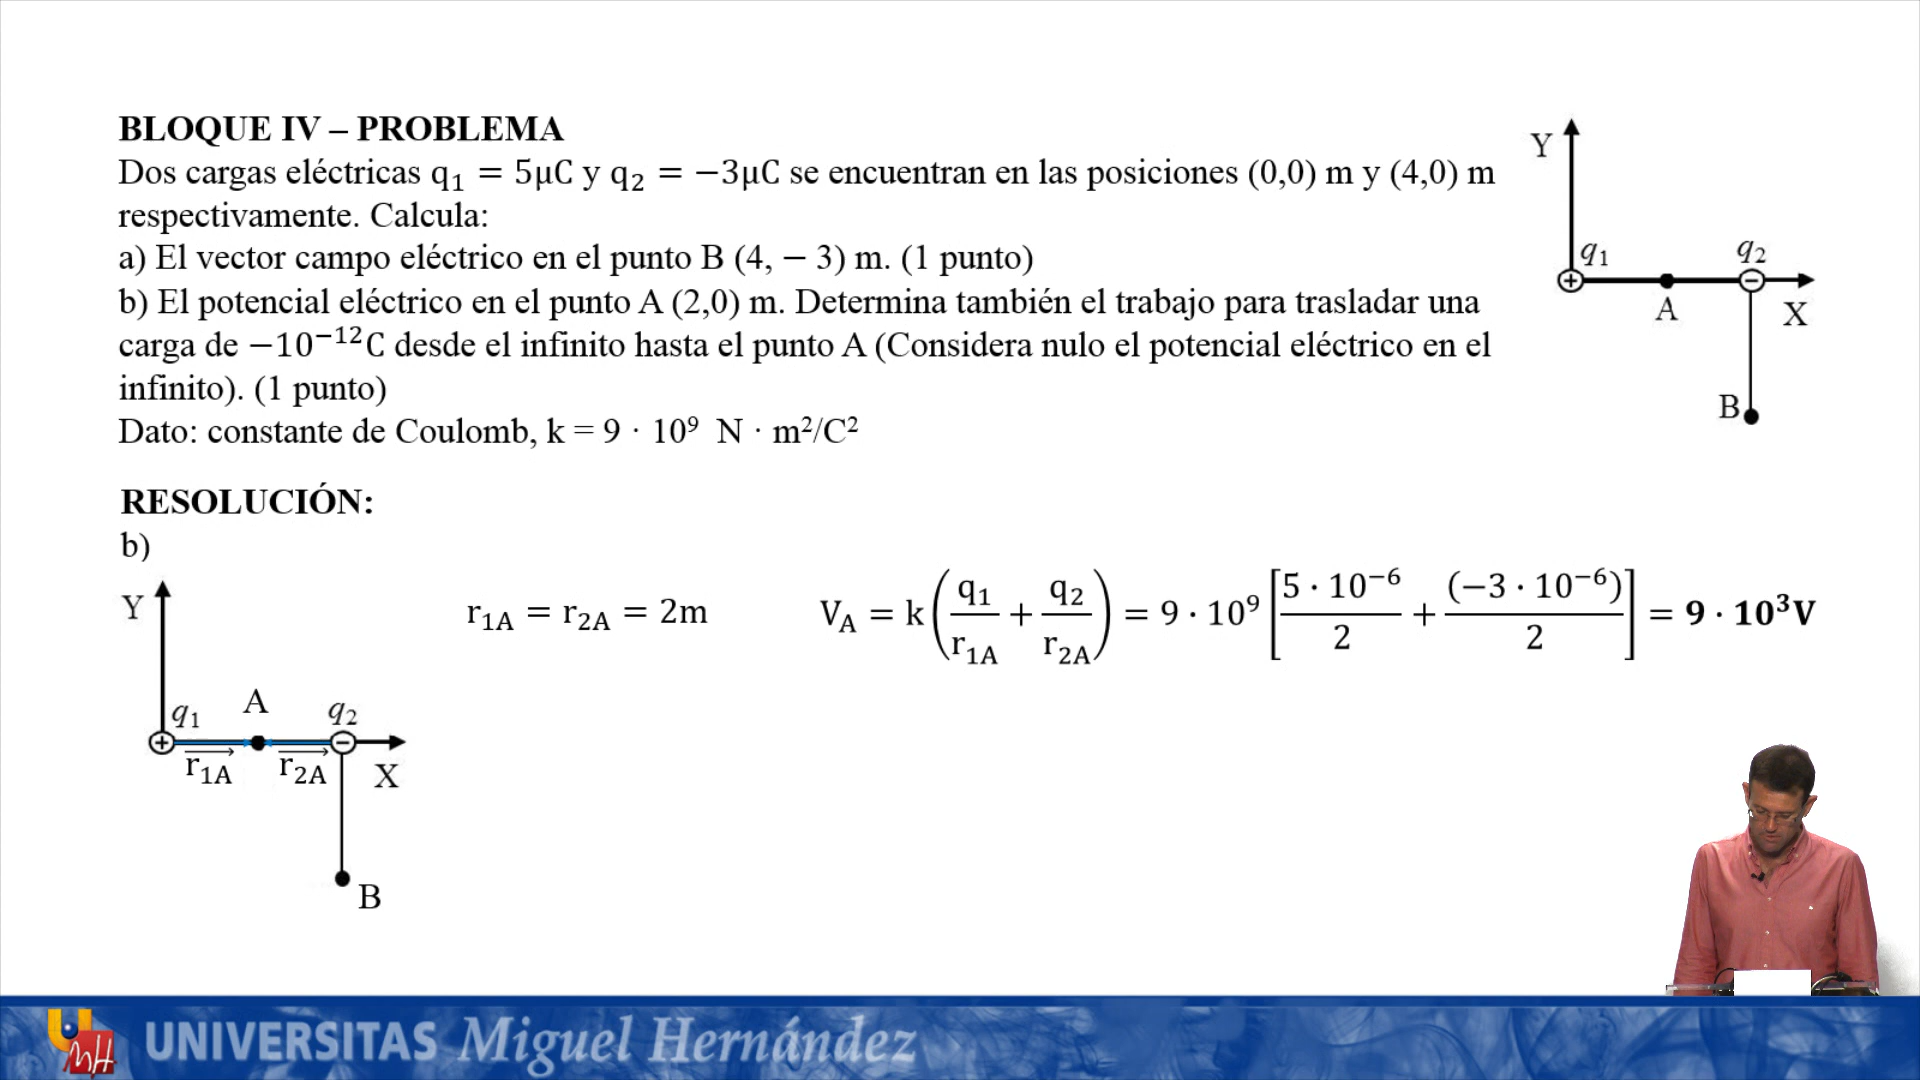 BLOQUE IV – PROBLEMA
Dos cargas eléctricas q₁ = 5μC y q₂ = −3μC se encuentran en las posiciones (0,0) m y (4,0) m
respectivamente. Calcula:
a) El vector campo eléctrico en el punto B (4, − 3) m. (1 punto)
b) El potencial eléctrico en el punto A (2,0) m. Determina también el trabajo para trasladar una
carga de −10⁻¹²C desde el infinito hasta el punto A (Considera nulo el potencial eléctrico en el
infinito). (1 punto)
Dato: constante de Coulomb, k = 9 · 10⁹ N · m²/C²
Y
q₁
q₂
A
X
B
RESOLUCIÓN:
b)
r₁A = r₂A = 2m
V_A = k(q₁/r₁A + q₂/r₂A) = 9 · 10⁹ [5 · 10⁻⁶/2 + (−3 · 10⁻⁶)/2] = 9 · 10³V
Y
q₁
A
q₂
r₁A
r₂A
X
B
UNIVERSITAS Miguel Hernández